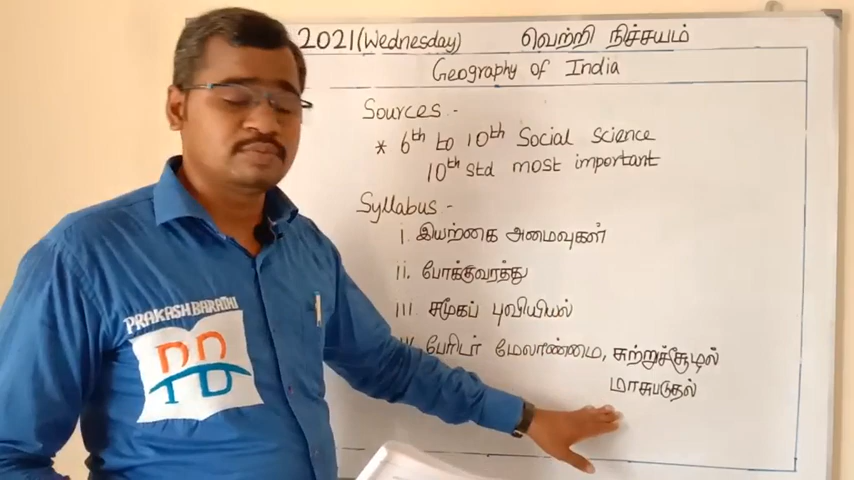 2021 (Wednesday) வெற்றி நிச்சயம்
Geography of India
Sources -
* 6th to 10th Social Science
10th std most important
Syllabus -
i. இயற்கை அமைவுகள்
ii. போக்குவரத்து
iii. சமூகப் புவியியல்
பேரிடர் மேலாண்மை, சுற்றுச்சூழல்
மாசுபடுதல்
PRAKASH BARATHI